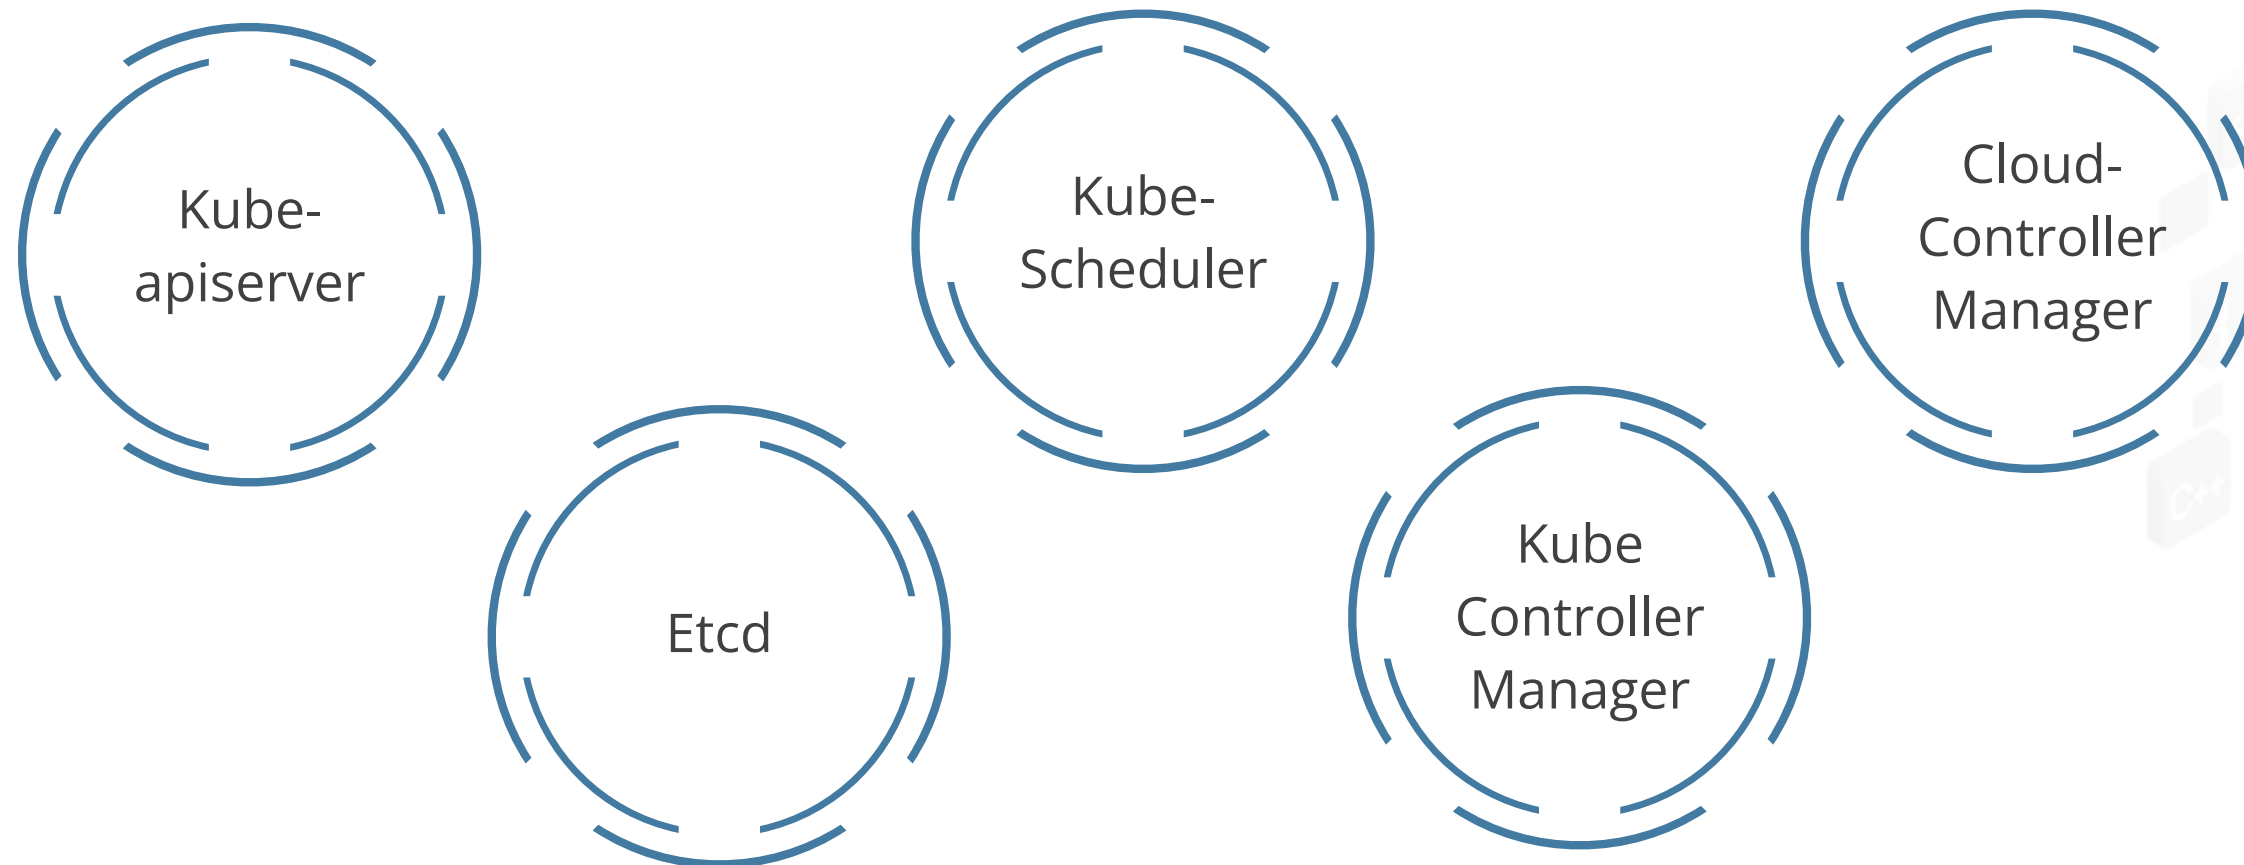 Kube-
apiserver
Etcd
Kube-
Scheduler
Kube
Controller
Manager
Cloud-
Controller
Manager
C++